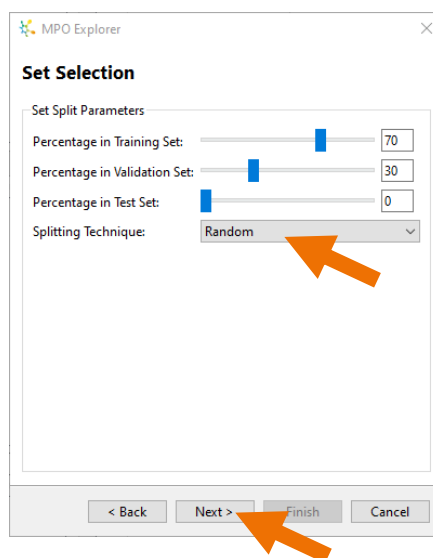 MPO Explorer
Set Selection
Set Split Parameters
Percentage in Training Set: 70
Percentage in Validation Set: 30
Percentage in Test Set: 0
Splitting Technique: Random
< Back Next > Finish Cancel